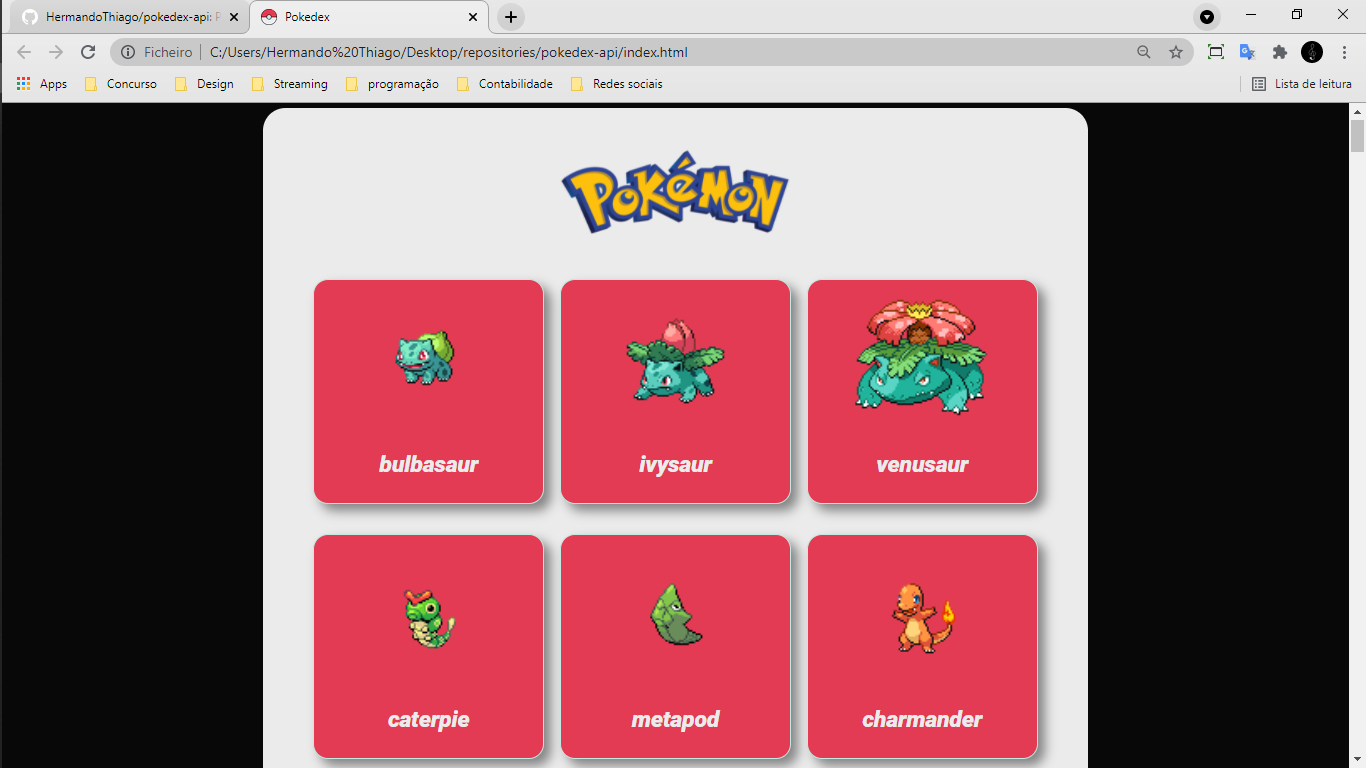 HermandoThiago/pokedex-api: P
Pokedex
Ficheiro
C:/Users/Hermando%20Thiago/Desktop/repositories/pokedex-api/index.html
Apps
Concurso
Design
Streaming
programação
Contabilidade
Redes sociais
Lista de leitura
POKéMON
bulbasaur
ivysaur
venusaur
caterpie
metapod
charmander